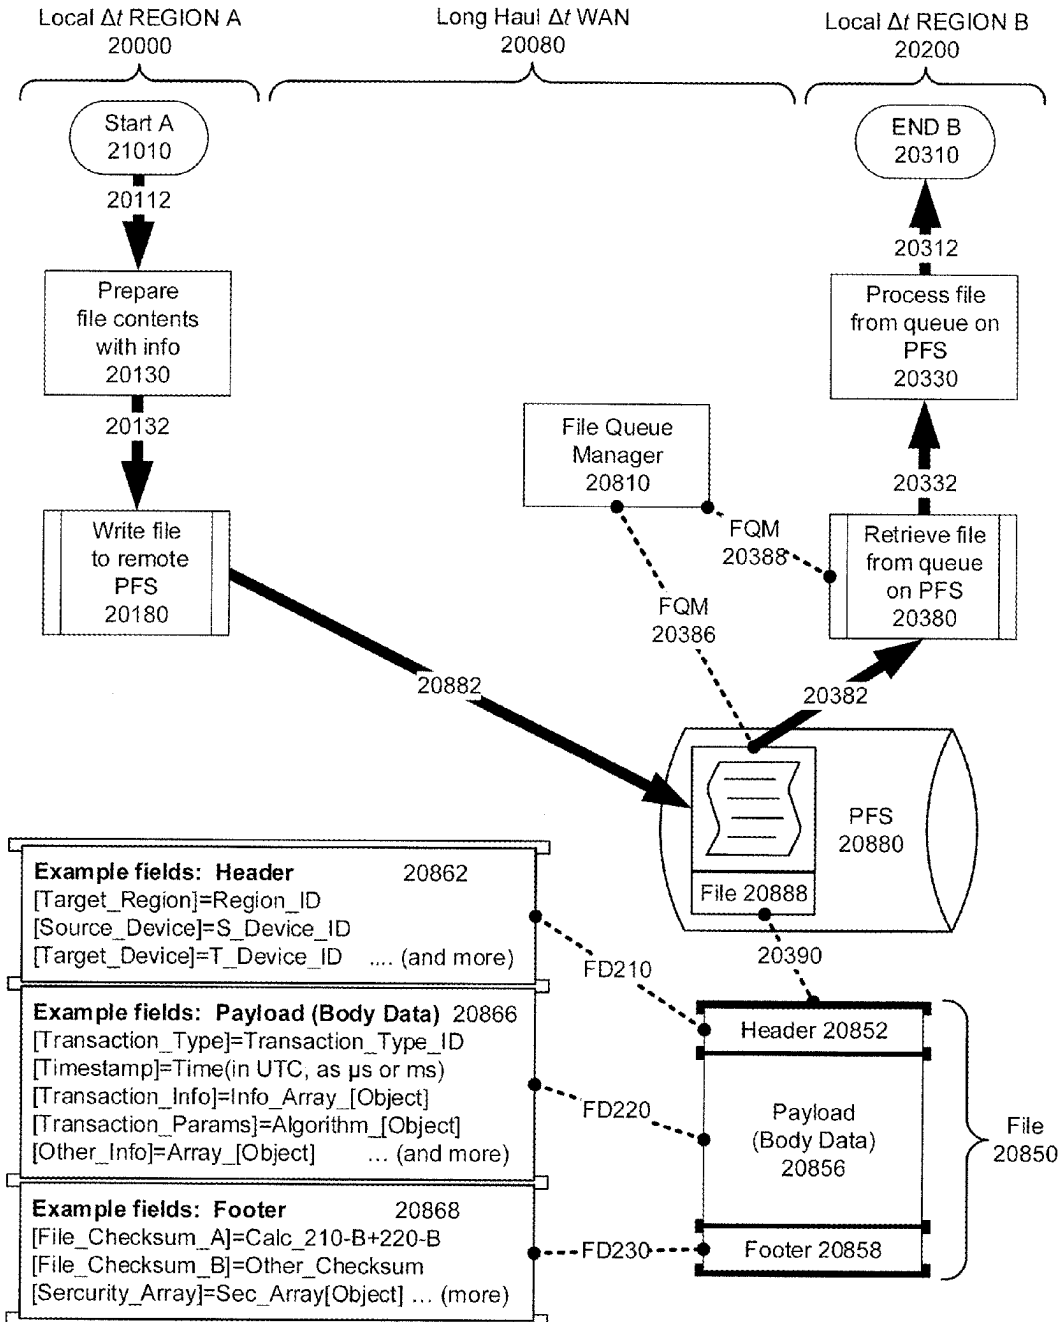 Local Δt REGION A
20000
Long Haul Δt WAN
20080
Local Δt REGION B
20200
Start A
21010
20112
Prepare
file contents
with info
20130
20132
Write file
to remote
PFS
20180
20882
END B
20310
20312
Process file
from queue on
PFS
20330
20332
File Queue
Manager
20810
FQM
20388
FQM
20386
Retrieve file
from queue
on PFS
20380
20382
PFS
20880
File 20888
20390
Example fields: Header 20862
[Target_Region]=Region_ID
[Source_Device]=S_Device_ID
[Target_Device]=T_Device_ID .... (and more)
FD210
Header 20852
Example fields: Payload (Body Data) 20866
[Transaction_Type]=Transaction_Type_ID
[Timestamp]=Time(in UTC, as µs or ms)
[Transaction_Info]=Info_Array_[Object]
[Transaction_Params]=Algorithm_[Object]
[Other_Info]=Array_[Object] ... (and more)
FD220
Payload
(Body Data)
20856
File
20850
Example fields: Footer 20868
[File_Checksum_A]=Calc_210-B+220-B
[File_Checksum_B]=Other_Checksum
[Sercurity_Array]=Sec_Array[Object] ... (more)
FD230
Footer 20858